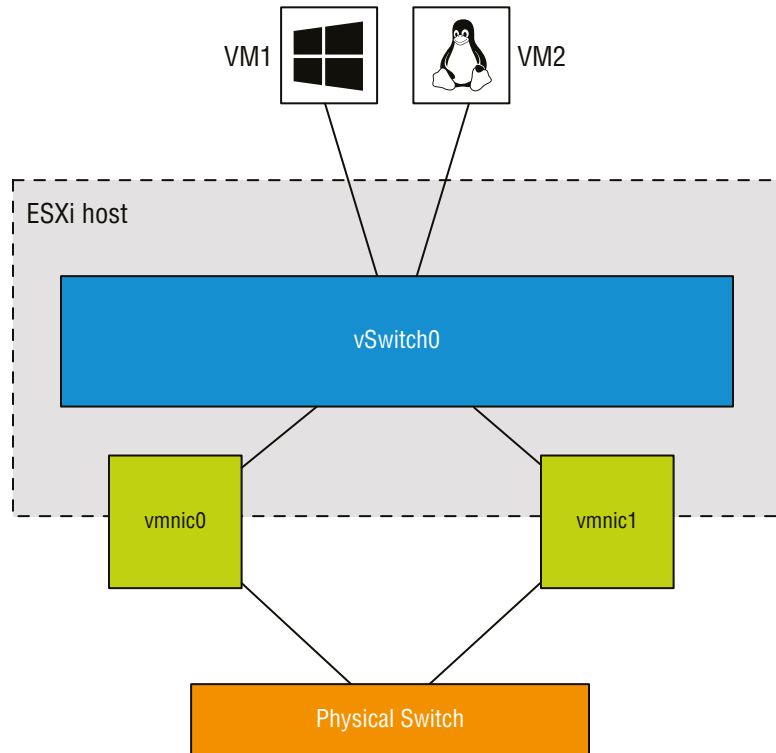 VM1
VM2
ESXi host
vSwitch0
vmnic0
vmnic1
Physical Switch